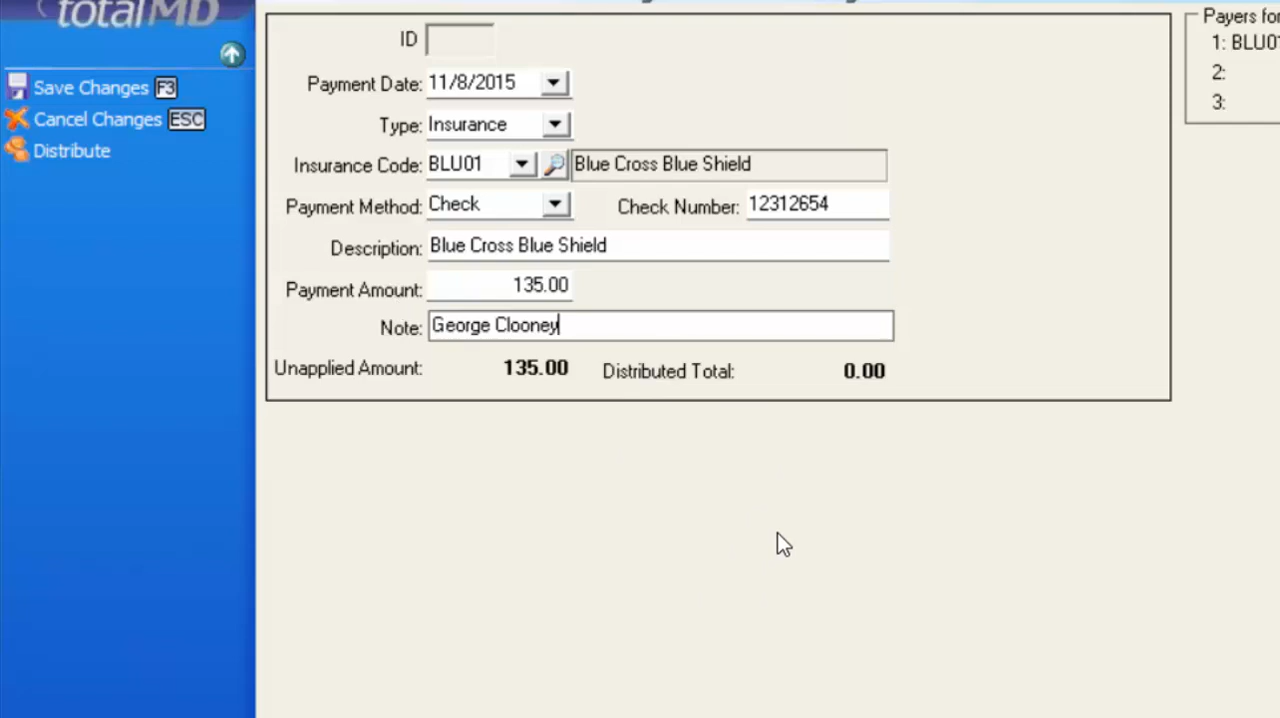 totalMD
Save Changes F3
Cancel Changes ESC
Distribute
ID
Payment Date: 11/8/2015
Type: Insurance
Insurance Code: BLU01 Blue Cross Blue Shield
Payment Method: Check Check Number: 12312654
Description: Blue Cross Blue Shield
Payment Amount: 135.00
Note: George Clooney
Unapplied Amount: 135.00 Distributed Total: 0.00
Payers for
1: BLU01
2:
3: